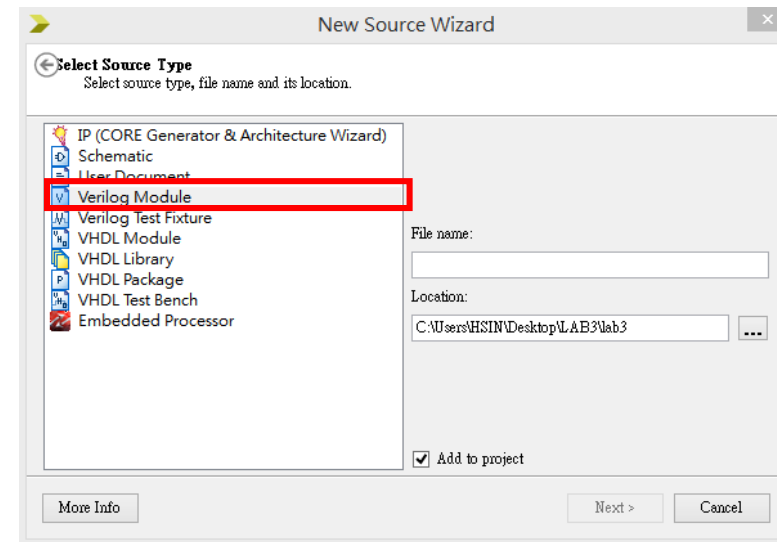 New Source Wizard
Select Source Type
Select source type, file name and its location.
IP (CORE Generator & Architecture Wizard)
Schematic
User Document
Verilog Module
Verilog Test Fixture
VHDL Module
VHDL Library
VHDL Package
VHDL Test Bench
Embedded Processor
File name:
Location:
C:\Users\HSIN\Desktop\LAB3\lab3
...
Add to project
More Info
Next >
Cancel